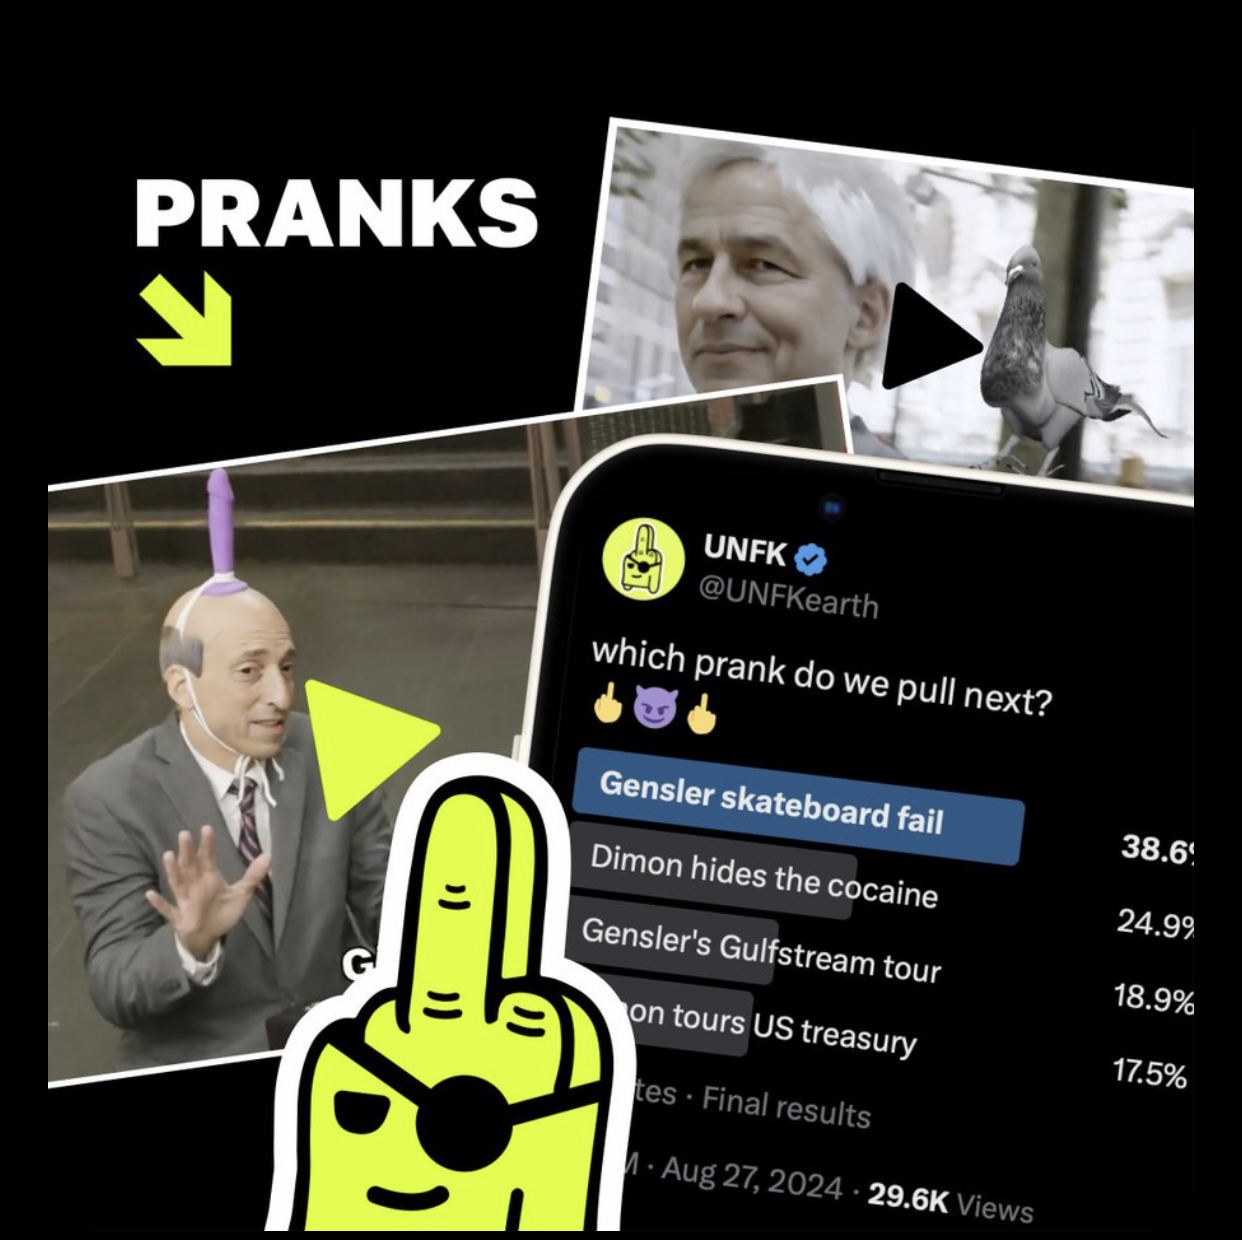 PRANKS
UNFK
@UNFKearth
which prank do we pull next?
🖕😈🖕
Gensler skateboard fail
38.6%
Dimon hides the cocaine
24.9%
Gensler's Gulfstream tour
18.9%
tours US treasury
17.5%
· Final results
· Aug 27, 2024 · 29.6K Views